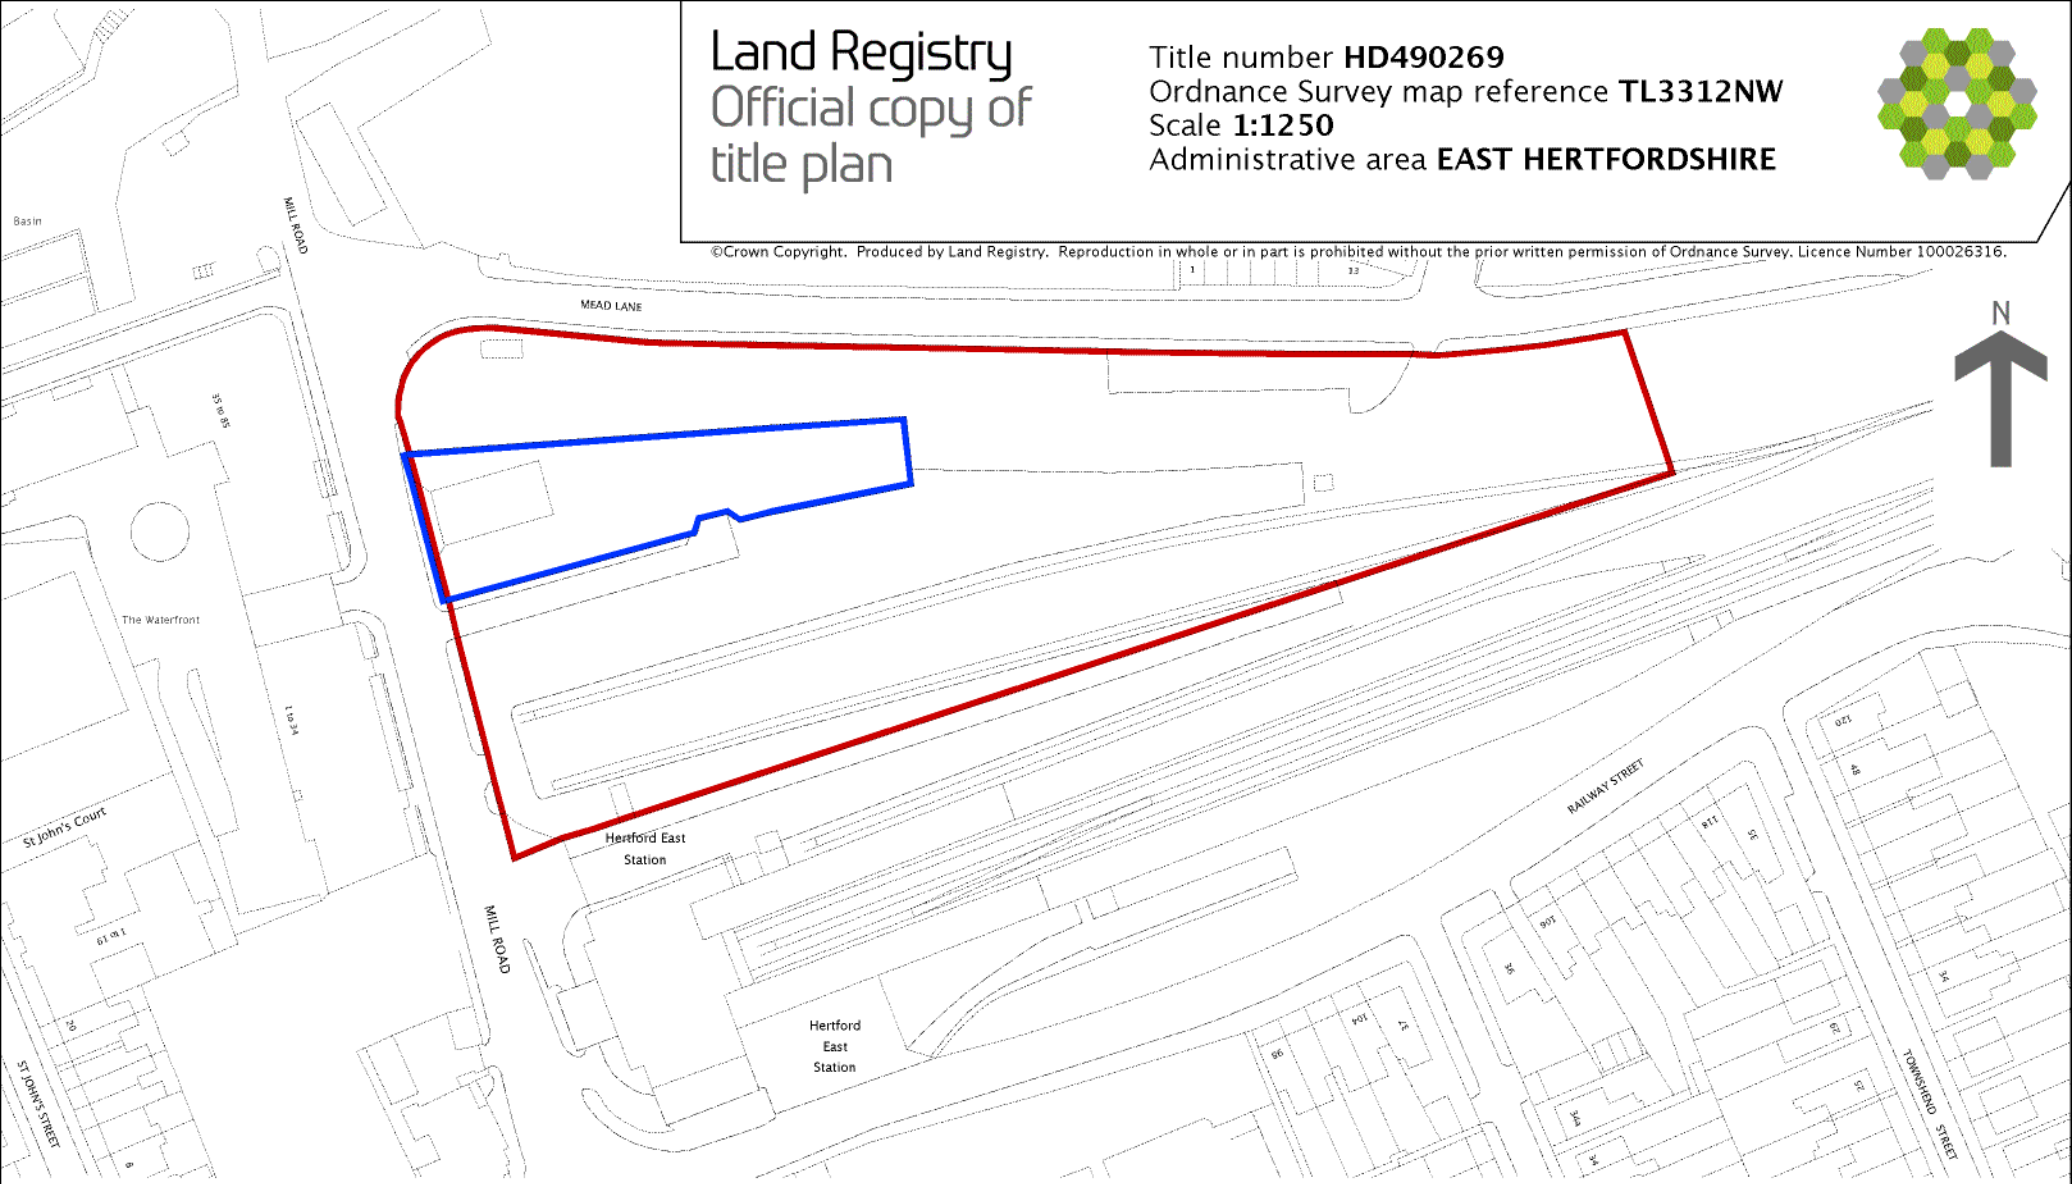 Land Registry
Official copy of
title plan
Title number HD490269
Ordnance Survey map reference TL3312NW
Scale 1:1250
Administrative area EAST HERTFORDSHIRE
©Crown Copyright. Produced by Land Registry. Reproduction in whole or in part is prohibited without the prior written permission of Ordnance Survey. Licence Number 100026316.
N
Basin
MILL ROAD
1
13
MEAD LANE
35 to 85
The Waterfront
1 to 34
St John's Court
1 to 19
20
ST JOHN'S STREET
8
MILL ROAD
Hertford East
Station
Hertford
East
Station
RAILWAY STREET
120
48
118
35
106
36
34
104
37
98
29
25
34a
34
TOWNSHEND STREET